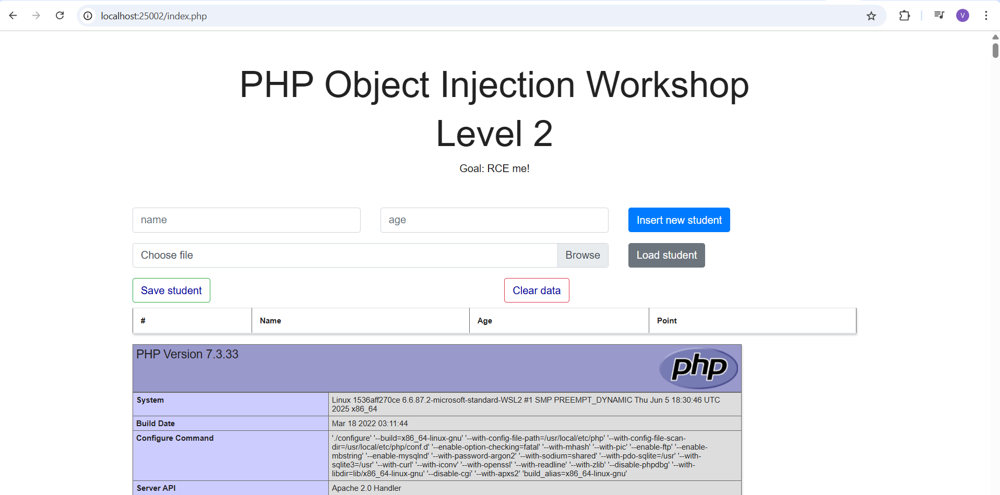 localhost:25002/index.php
V
PHP Object Injection Workshop
Level 2
Goal: RCE me!
name
age
Insert new student
Choose file
Browse
Load student
Save student
Clear data
#
Name
Age
Point
PHP Version 7.3.33
php
System
Linux 1536aff270ce 6.6.87.2-microsoft-standard-WSL2 #1 SMP PREEMPT_DYNAMIC Thu Jun 5 18:30:46 UTC
2025 x86_64
Build Date
Mar 18 2022 03:11:44
Configure Command
'./configure' '--build=x86_64-linux-gnu' '--with-config-file-path=/usr/local/etc/php' '--with-config-file-scan-
dir=/usr/local/etc/php/conf.d' '--enable-option-checking=fatal' '--with-mhash' '--with-pic' '--enable-ftp' '--enable-
mbstring' '--enable-mysqlnd' '--with-password-argon2' '--with-sodium=shared' '--with-pdo-sqlite=/usr' '--with-
sqlite3=/usr' '--with-curl' '--with-iconv' '--with-openssl' '--with-readline' '--with-zlib' '--disable-phpdbg' '--with-
libdir=lib/x86_64-linux-gnu' '--disable-cgi' '--with-apxs2' 'build_alias=x86_64-linux-gnu'
Server API
Apache 2.0 Handler